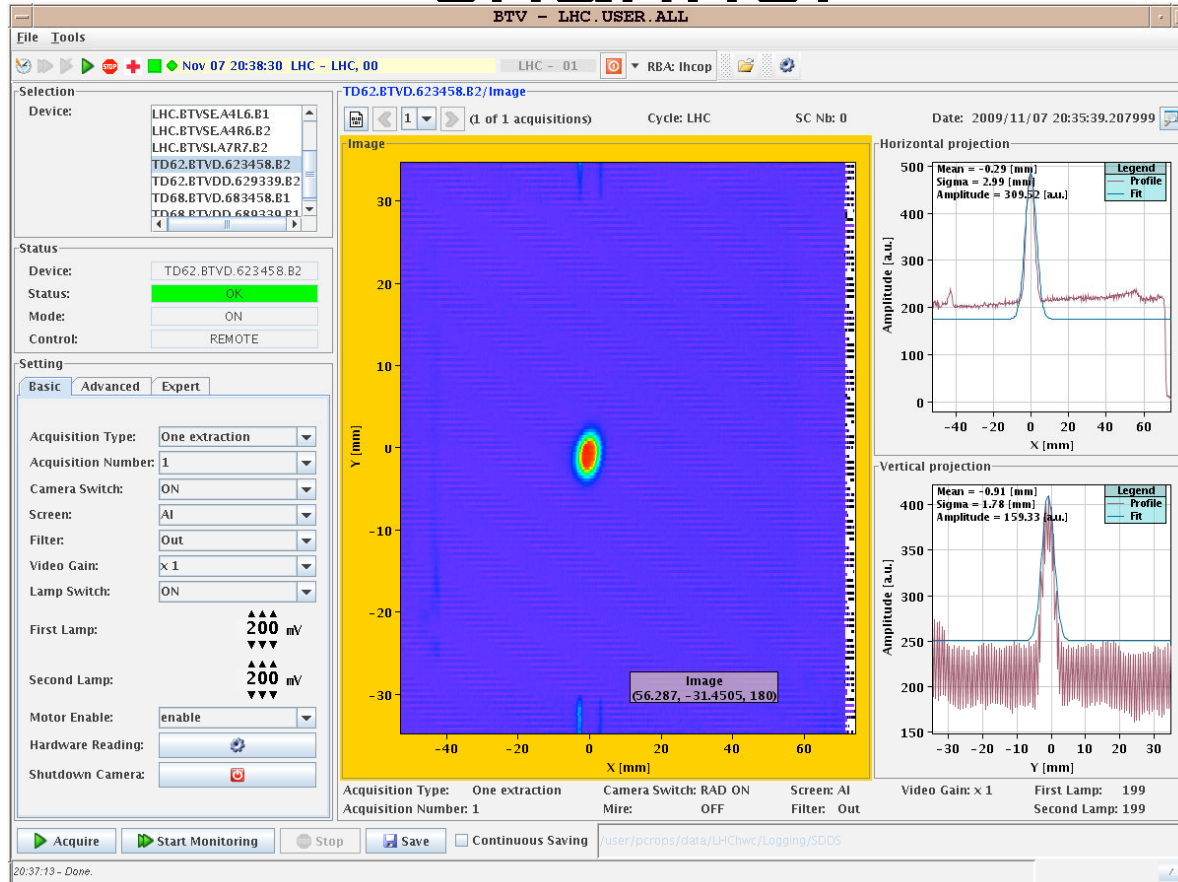 BTV - LHC.USER.ALL
File Tools
Nov 07 20:38:30 LHC - LHC, 00 LHC - 01 RBA: lhcop
Selection
Device:
LHC.BTVSE.A4L6.B1
LHC.BTVSE.A4R6.B2
LHC.BTVSI.A7R7.B2
TD62.BTVD.623458.B2
TD62.BTVDD.629339.B2
TD68.BTVD.683458.B1
TD68.BTVDD.689339.B1
Status
Device: TD62.BTVD.623458.B2
Status: OK
Mode: ON
Control: REMOTE
Setting
Basic Advanced Expert
Acquisition Type: One extraction
Acquisition Number: 1
Camera Switch: ON
Screen: Al
Filter: Out
Video Gain: x 1
Lamp Switch: ON
First Lamp: 200 mV
Second Lamp: 200 mV
Motor Enable: enable
Hardware Reading:
Shutdown Camera:
TD62.BTVD.623458.B2/Image
1 (1 of 1 acquisitions) Cycle: LHC SC Nb: 0 Date: 2009/11/07 20:35:39.207999
Image
30
20
10
0
-10
-20
-30
Y [mm]
-40 -20 0 20 40 60
X [mm]
Image
(56.287, -31.4505, 180)
Horizontal projection
Mean = -0.29 [mm]
Sigma = 2.99 [mm]
Amplitude = 309.52 [a.u.]
Legend
Profile
Fit
500
400
300
200
100
0
Amplitude [a.u.]
-40 -20 0 20 40 60
X [mm]
Vertical projection
Mean = -0.91 [mm]
Sigma = 1.78 [mm]
Amplitude = 159.33 [a.u.]
Legend
Profile
Fit
400
350
300
250
200
150
Amplitude [a.u.]
-30 -20 -10 0 10 20 30
Y [mm]
Acquisition Type: One extraction Camera Switch: RAD ON Screen: Al Video Gain: x 1 First Lamp: 199
Acquisition Number: 1 Mire: OFF Filter: Out Second Lamp: 199
Acquire Start Monitoring Stop Save Continuous Saving /user/pcrops/data/LHChwc/Logging/SDDS
20:37:13 - Done.